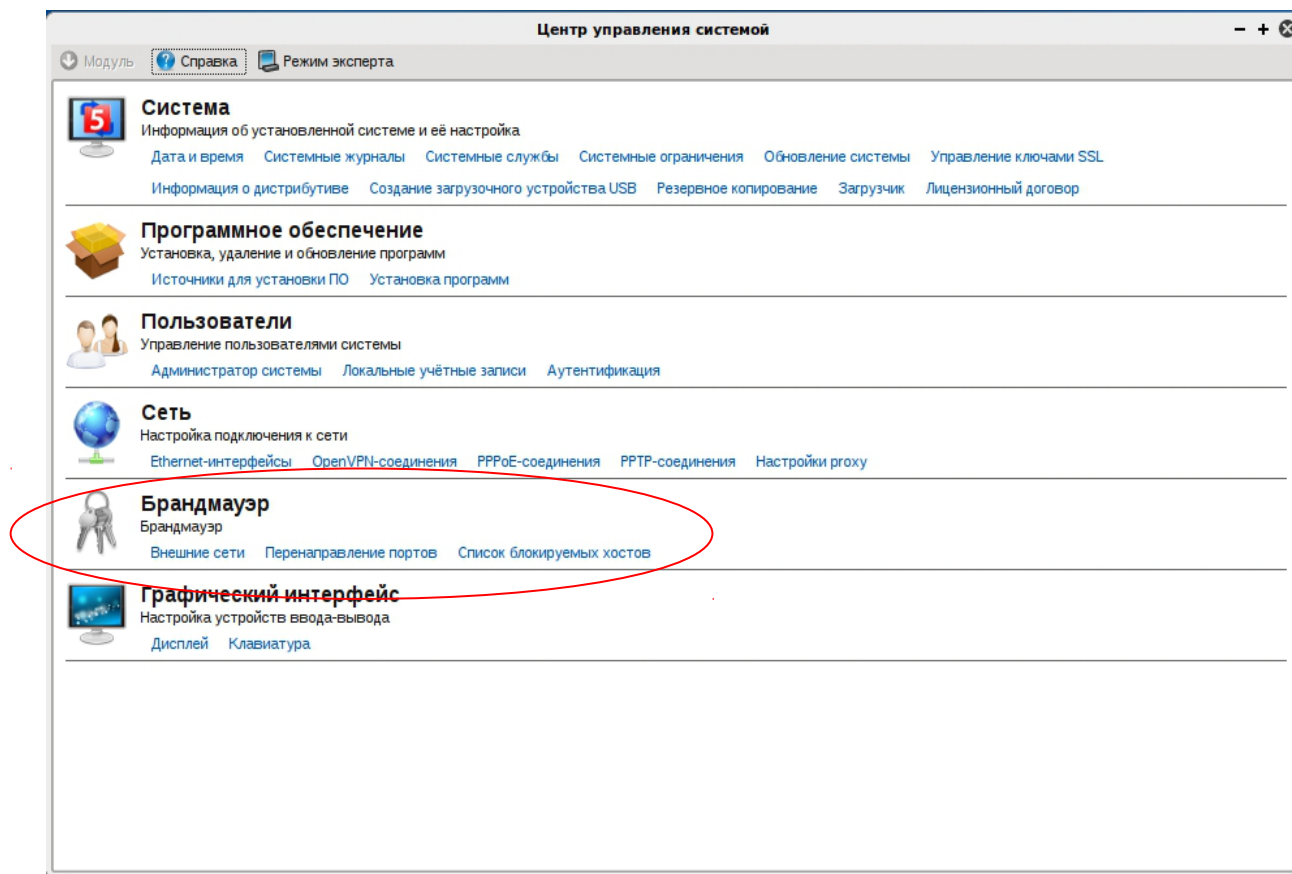 Центр управления системой
Модуль Справка Режим эксперта
Система
Информация об установленной системе и её настройка
Дата и время Системные журналы Системные службы Системные ограничения Обновление системы Управление ключами SSL
Информация о дистрибутиве Создание загрузочного устройства USB Резервное копирование Загрузчик Лицензионный договор
Программное обеспечение
Установка, удаление и обновление программ
Источники для установки ПО Установка программ
Пользователи
Управление пользователями системы
Администратор системы Локальные учётные записи Аутентификация
Сеть
Настройка подключения к сети
Ethernet-интерфейсы OpenVPN-соединения PPPoE-соединения PPTP-соединения Настройки proxy
Брандмауэр
Брандмауэр
Внешние сети Перенаправление портов Список блокируемых хостов
Графический интерфейс
Настройка устройств ввода-вывода
Дисплей Клавиатура